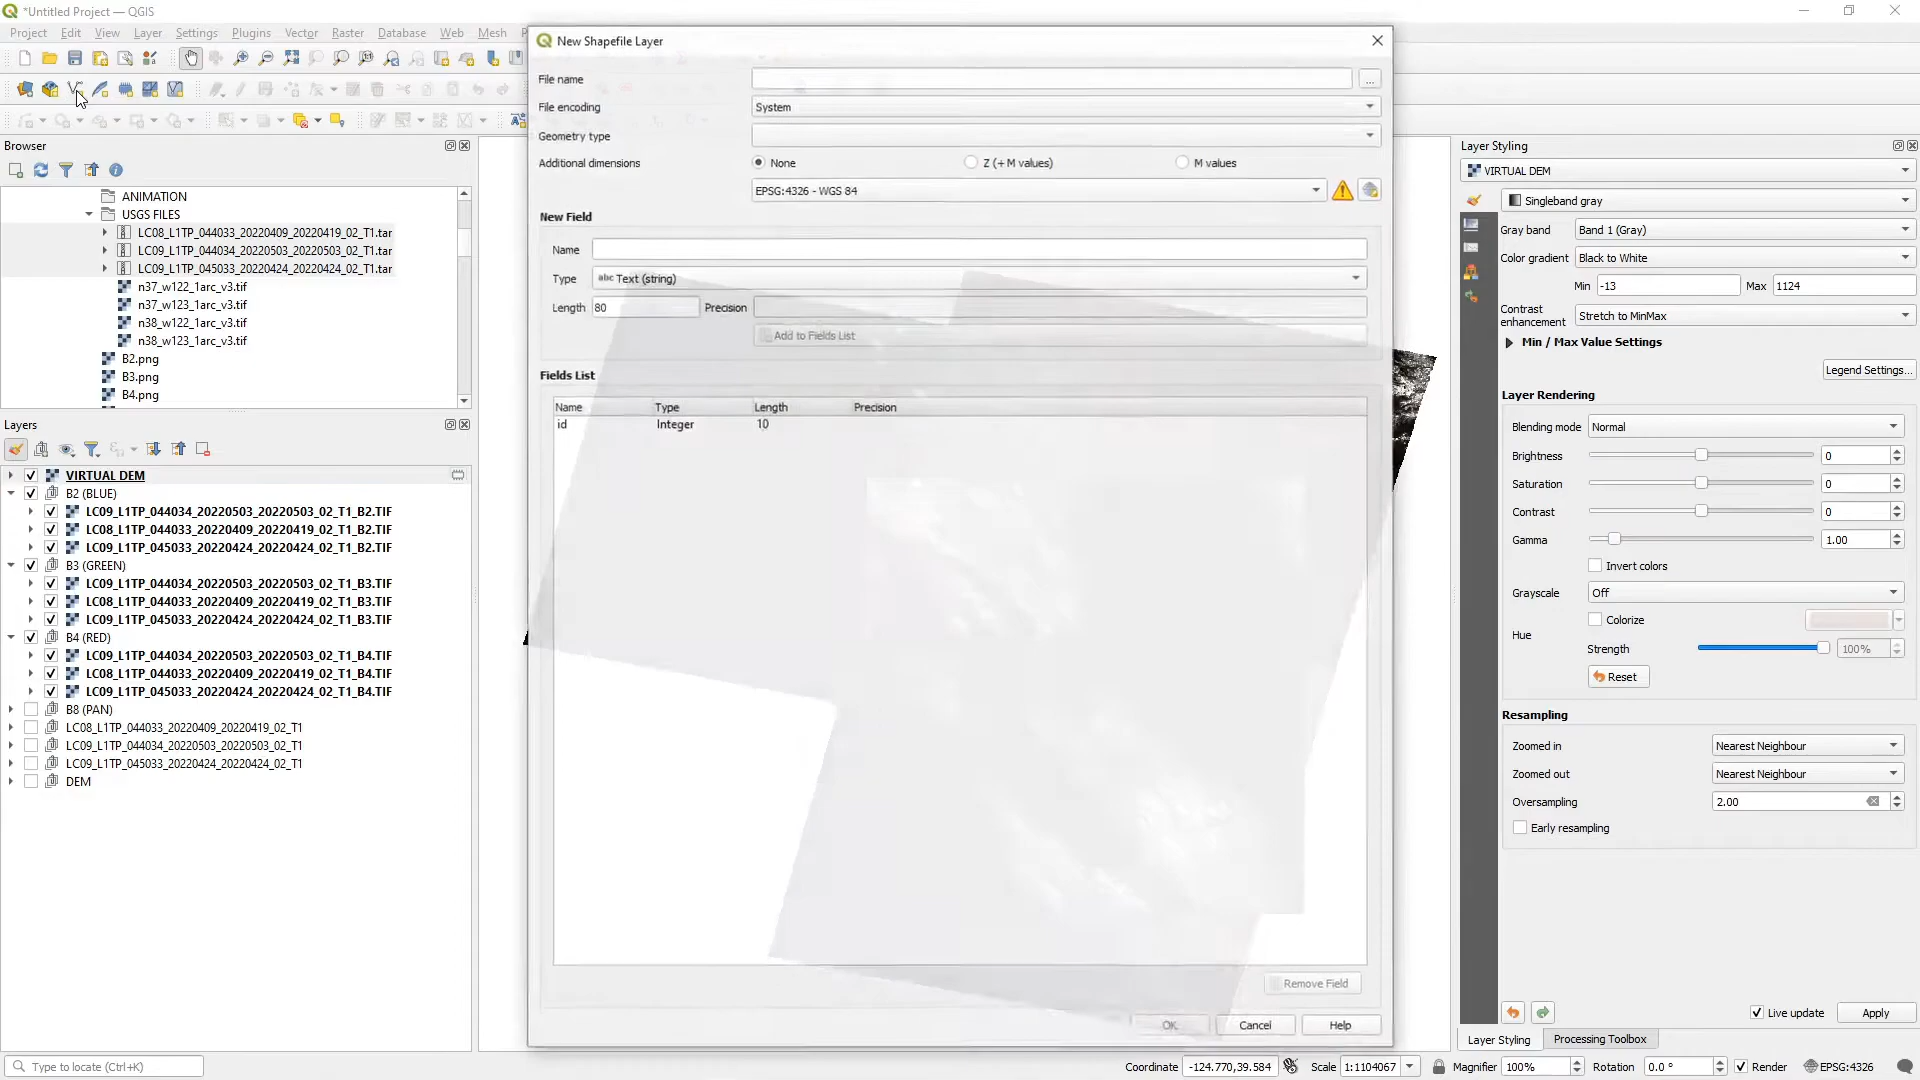 *Untitled Project — QGIS
Project Edit View Layer Settings Plugins Vector Raster Database Web Mesh
Browser
ANIMATION
USGS FILES
LC08_L1TP_044033_20220409_20220419_02_T1.tar
LC09_L1TP_044034_20220503_20220503_02_T1.tar
LC09_L1TP_045033_20220424_20220424_02_T1.tar
n37_w122_1arc_v3.tif
n37_w123_1arc_v3.tif
n38_w122_1arc_v3.tif
n38_w123_1arc_v3.tif
B2.png
B3.png
B4.png
Layers
VIRTUAL DEM
B2 (BLUE)
LC09_L1TP_044034_20220503_20220503_02_T1_B2.TIF
LC08_L1TP_044033_20220409_20220419_02_T1_B2.TIF
LC09_L1TP_045033_20220424_20220424_02_T1_B2.TIF
B3 (GREEN)
LC09_L1TP_044034_20220503_20220503_02_T1_B3.TIF
LC08_L1TP_044033_20220409_20220419_02_T1_B3.TIF
LC09_L1TP_045033_20220424_20220424_02_T1_B3.TIF
B4 (RED)
LC09_L1TP_044034_20220503_20220503_02_T1_B4.TIF
LC08_L1TP_044033_20220409_20220419_02_T1_B4.TIF
LC09_L1TP_045033_20220424_20220424_02_T1_B4.TIF
B8 (PAN)
LC08_L1TP_044033_20220409_20220419_02_T1
LC09_L1TP_044034_20220503_20220503_02_T1
LC09_L1TP_045033_20220424_20220424_02_T1
DEM
New Shapefile Layer
File name
...
File encoding System
Geometry type
Additional dimensions None Z (+ M values) M values
EPSG:4326 - WGS 84
New Field
Name
Type abc Text (string)
Length 80 Precision
Add to Fields List
Fields List
Name Type Length Precision
id Integer 10
Remove Field
OK Cancel Help
Layer Styling
VIRTUAL DEM
Singleband gray
Gray band Band 1 (Gray)
Color gradient Black to White
Min -13 Max 1124
Contrast enhancement Stretch to MinMax
Min / Max Value Settings
Legend Settings...
Layer Rendering
Blending mode Normal
Brightness 0
Saturation 0
Contrast 0
Gamma 1.00
Invert colors
Grayscale Off
Hue Colorize
Strength 100%
Reset
Resampling
Zoomed in Nearest Neighbour
Zoomed out Nearest Neighbour
Oversampling 2.00
Early resampling
Live update Apply
Layer Styling Processing Toolbox
Type to locate (Ctrl+K) Coordinate -124.770,39.584 Scale 1:1104067 Magnifier 100% Rotation 0.0 ° Render EPSG:4326